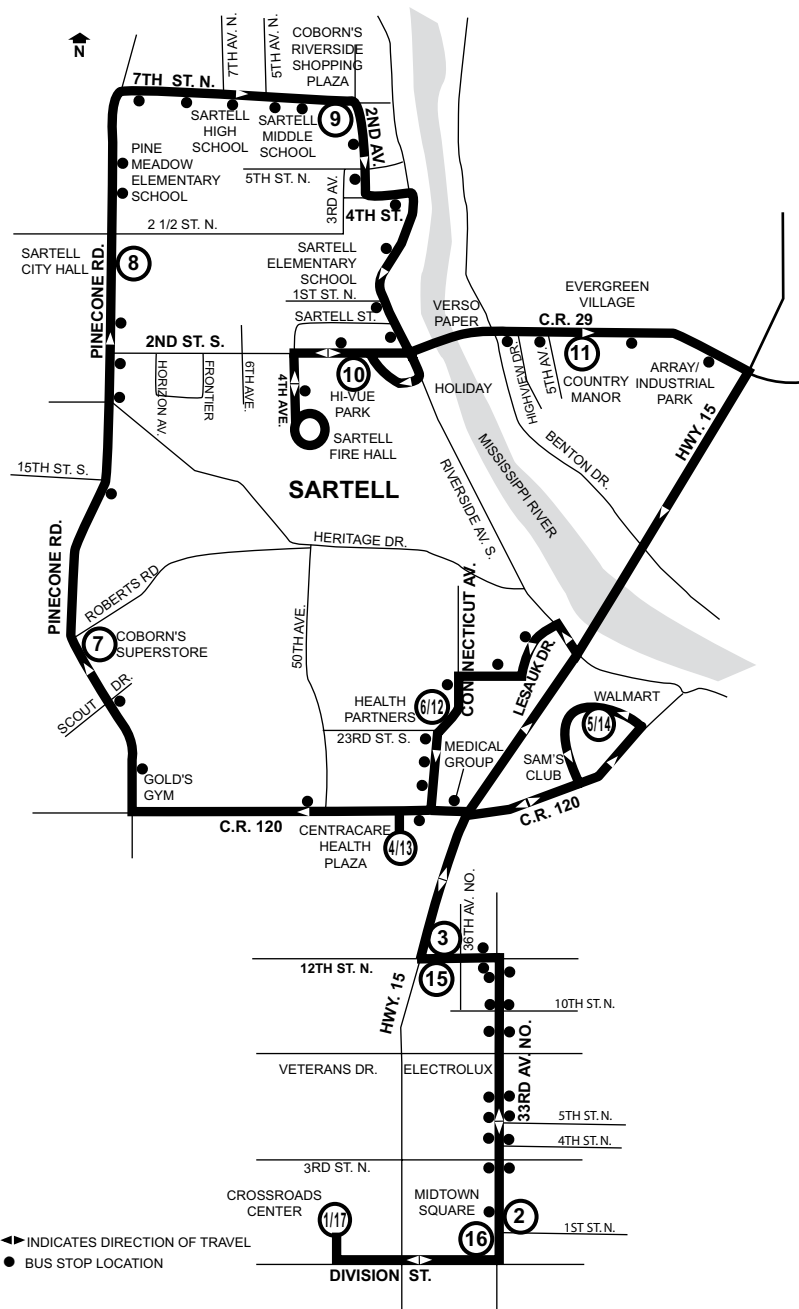 N
7TH ST. N.
7TH AV. N.
5TH AV. N.
COBORN'S
RIVERSIDE
SHOPPING
PLAZA
SARTELL
HIGH
SCHOOL
SARTELL
MIDDLE
SCHOOL
9
2ND AV.
PINE
MEADOW
ELEMENTARY
SCHOOL
5TH ST. N.
3RD AV.
4TH ST.
2 1/2 ST. N.
SARTELL
CITY HALL
PINECONE RD.
8
SARTELL
ELEMENTARY
SCHOOL
1ST ST. N.
SARTELL ST.
VERSO
PAPER
EVERGREEN
VILLAGE
C.R. 29
2ND ST. S.
HORIZON AV.
FRONTIER
6TH AVE.
4TH AVE.
10
HI-VUE
PARK
HOLIDAY
HIGHVIEW DR.
5TH AV.
11
COUNTRY
MANOR
ARRAY/
INDUSTRIAL
PARK
SARTELL
FIRE HALL
BENTON DR.
HWY. 15
15TH ST. S.
SARTELL
MISSISSIPPI RIVER
RIVERSIDE AV. S.
HERITAGE DR.
PINECONE RD.
ROBERTS RD.
7
COBORN'S
SUPERSTORE
50TH AVE.
CONNECTICUT AV.
LESAUK DR.
SCOUT DR.
HEALTH
PARTNERS
6/12
23RD ST. S.
MEDICAL
GROUP
WALMART
5/14
SAM'S
CLUB
GOLD'S
GYM
C.R. 120
CENTRACARE
HEALTH
PLAZA
4/13
C.R. 120
3
36TH AV. NO.
12TH ST. N.
15
HWY. 15
10TH ST. N.
33RD AV. NO.
VETERANS DR.
ELECTROLUX
5TH ST. N.
4TH ST. N.
3RD ST. N.
CROSSROADS
CENTER
1/17
MIDTOWN
SQUARE
2
16
1ST ST. N.
INDICATES DIRECTION OF TRAVEL
BUS STOP LOCATION
DIVISION ST.